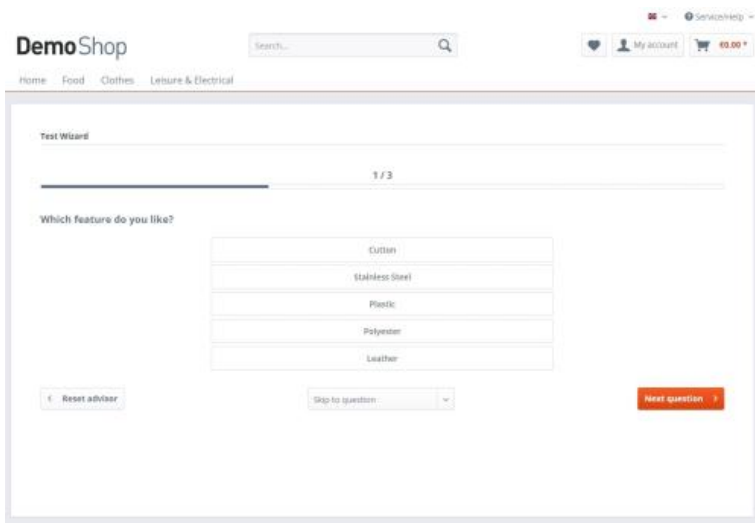 Service/Help
DemoShop
Search...
My account
€0.00 *
Home Food Clothes Leisure & Electrical
Test Wizard
1 / 3
Which feature do you like?
Cotton
Stainless Steel
Plastic
Polyester
Leather
Reset advisor
Skip to question
Next question